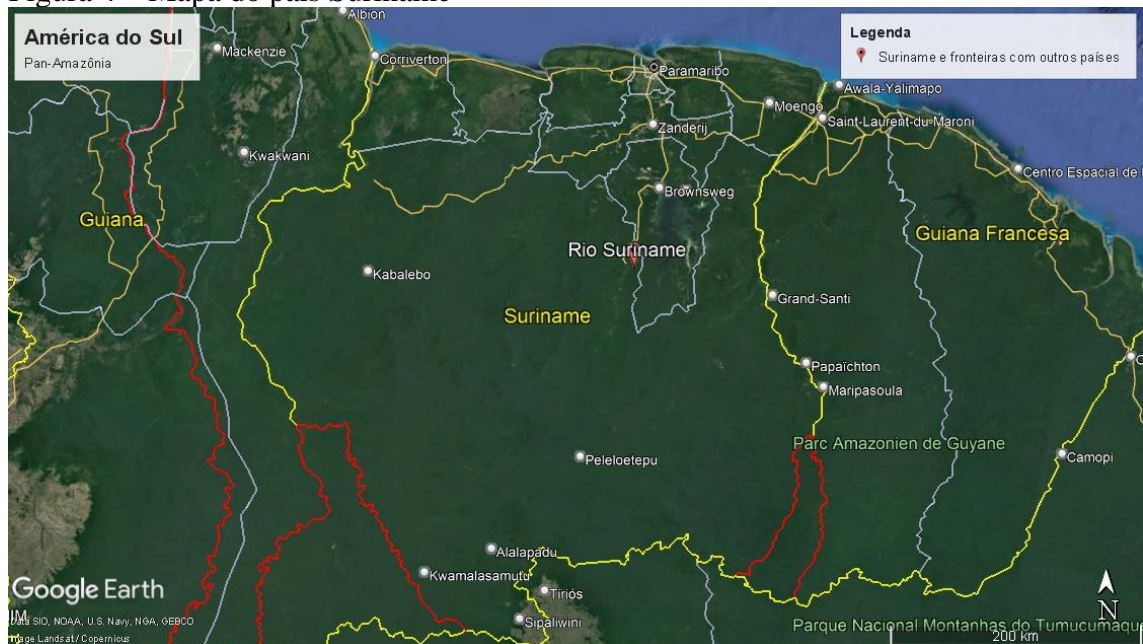 América do Sul
Pan-Amazônia
Legenda
Suriname e fronteiras com outros países
Albion
Mackenzie
Corriverton
Paramaribo
Awala-Yalimapo
Moengo
Saint-Laurent-du-Maroni
Zanderij
Kwakwani
Centro Espacial de
Brownsweg
Guiana
Guiana Francesa
Rio Suriname
Kabalebo
Grand-Santi
Suriname
Papaïchton
Maripasoula
Parc Amazonien de Guyane
Peleloetepu
Camopi
Alalapadu
Kwamalasamutu
Google Earth
Tiriós
N
Data SIO, NOAA, U.S. Navy, NGA, GEBCO
Sipaliwini
Parque Nacional Montanhas do Tumucumaque
Image Landsat / Copernicus
200 km